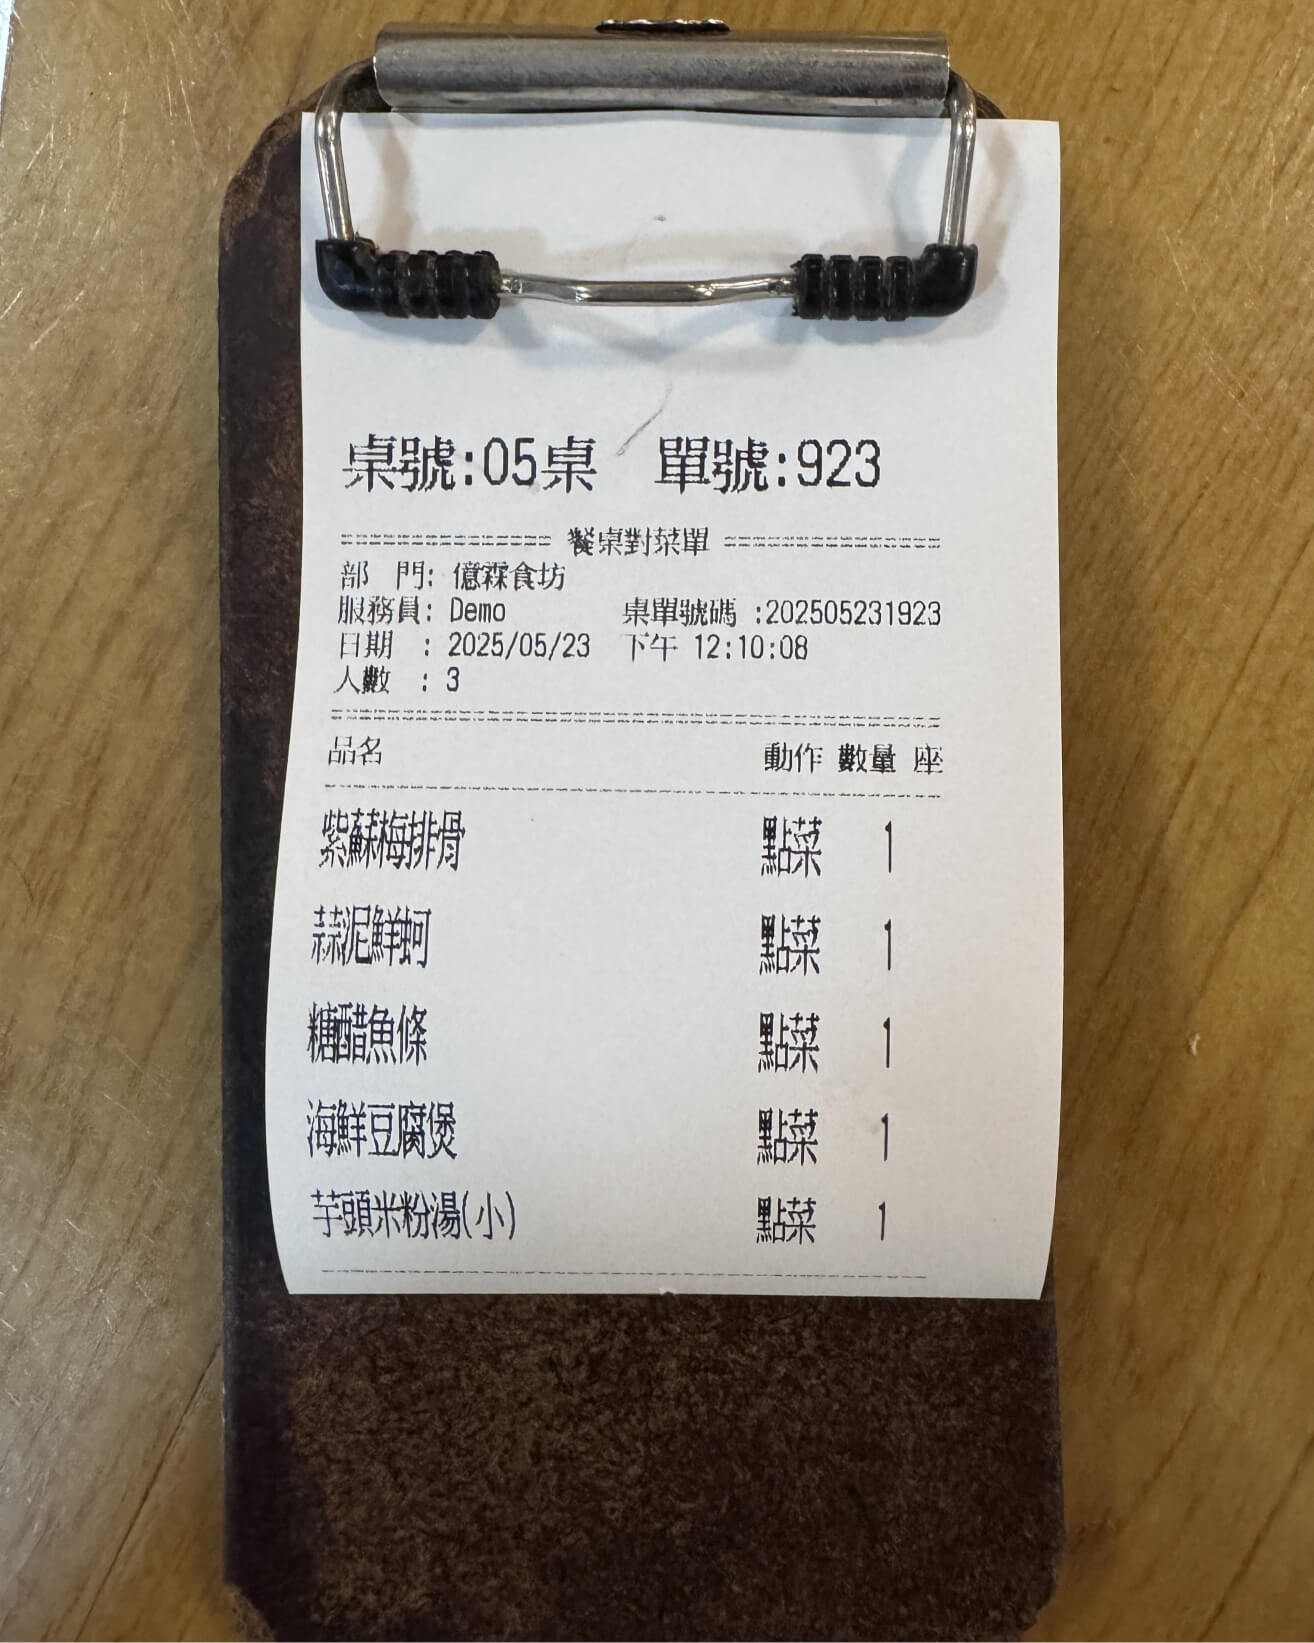 桌號:05桌 單號:923
餐桌對菜單
部 門: 億霖食坊
服務員: Demo 桌單號碼 :202505231923
日期 : 2025/05/23 下午 12:10:08
人數 : 3
品名 動作 數量 座
紫蘇梅排骨 點菜 1
蒜泥鮮蚵 點菜 1
糖醋魚條 點菜 1
海鮮豆腐煲 點菜 1
芋頭米粉湯(小) 點菜 1